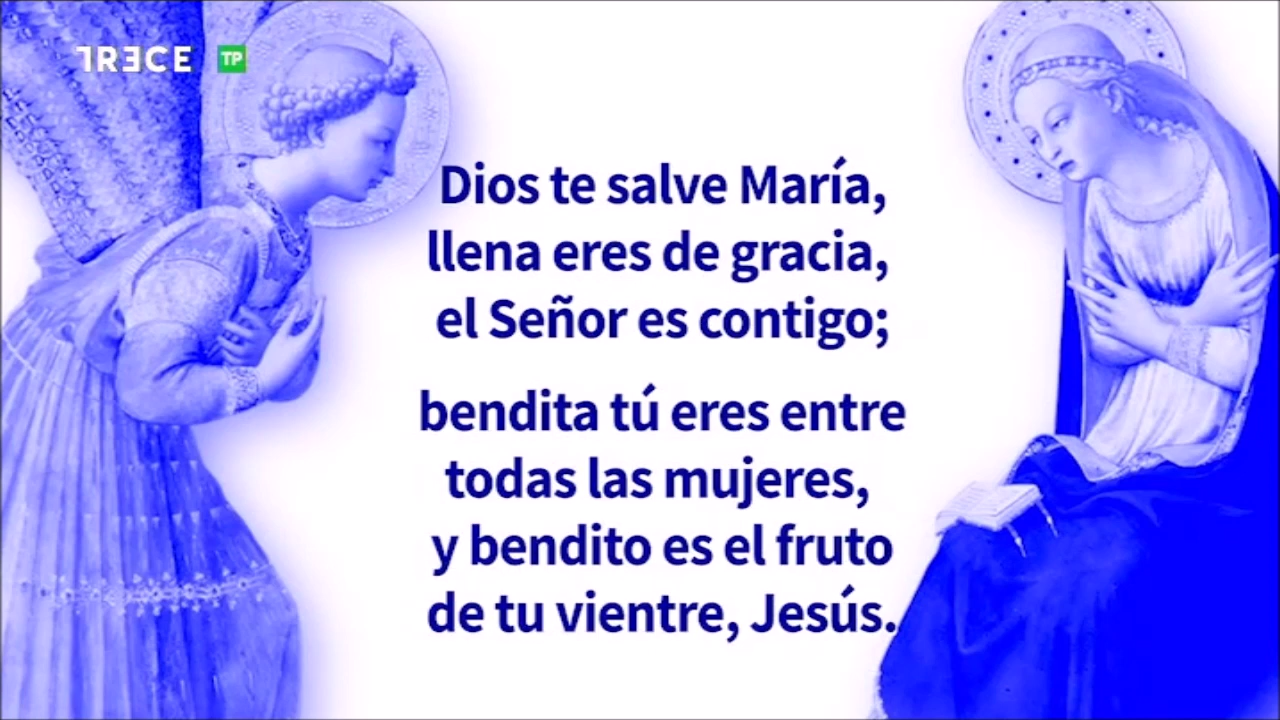 TRECE TP
Dios te salve María,
llena eres de gracia,
el Señor es contigo;
bendita tú eres entre
todas las mujeres,
y bendito es el fruto
de tu vientre, Jesús.